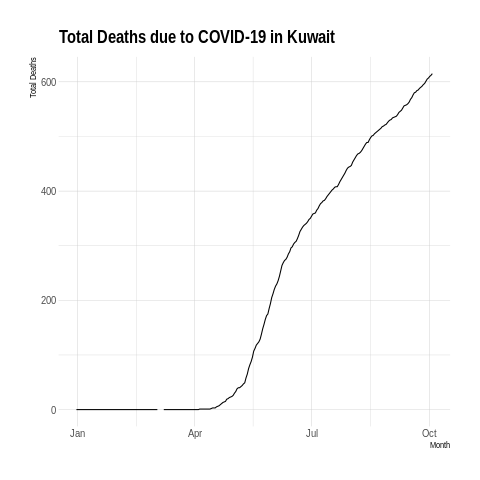 Total Deaths due to COVID-19 in Kuwait
Total Deaths
600
400
200
0
Jan Apr Jul Oct
Month